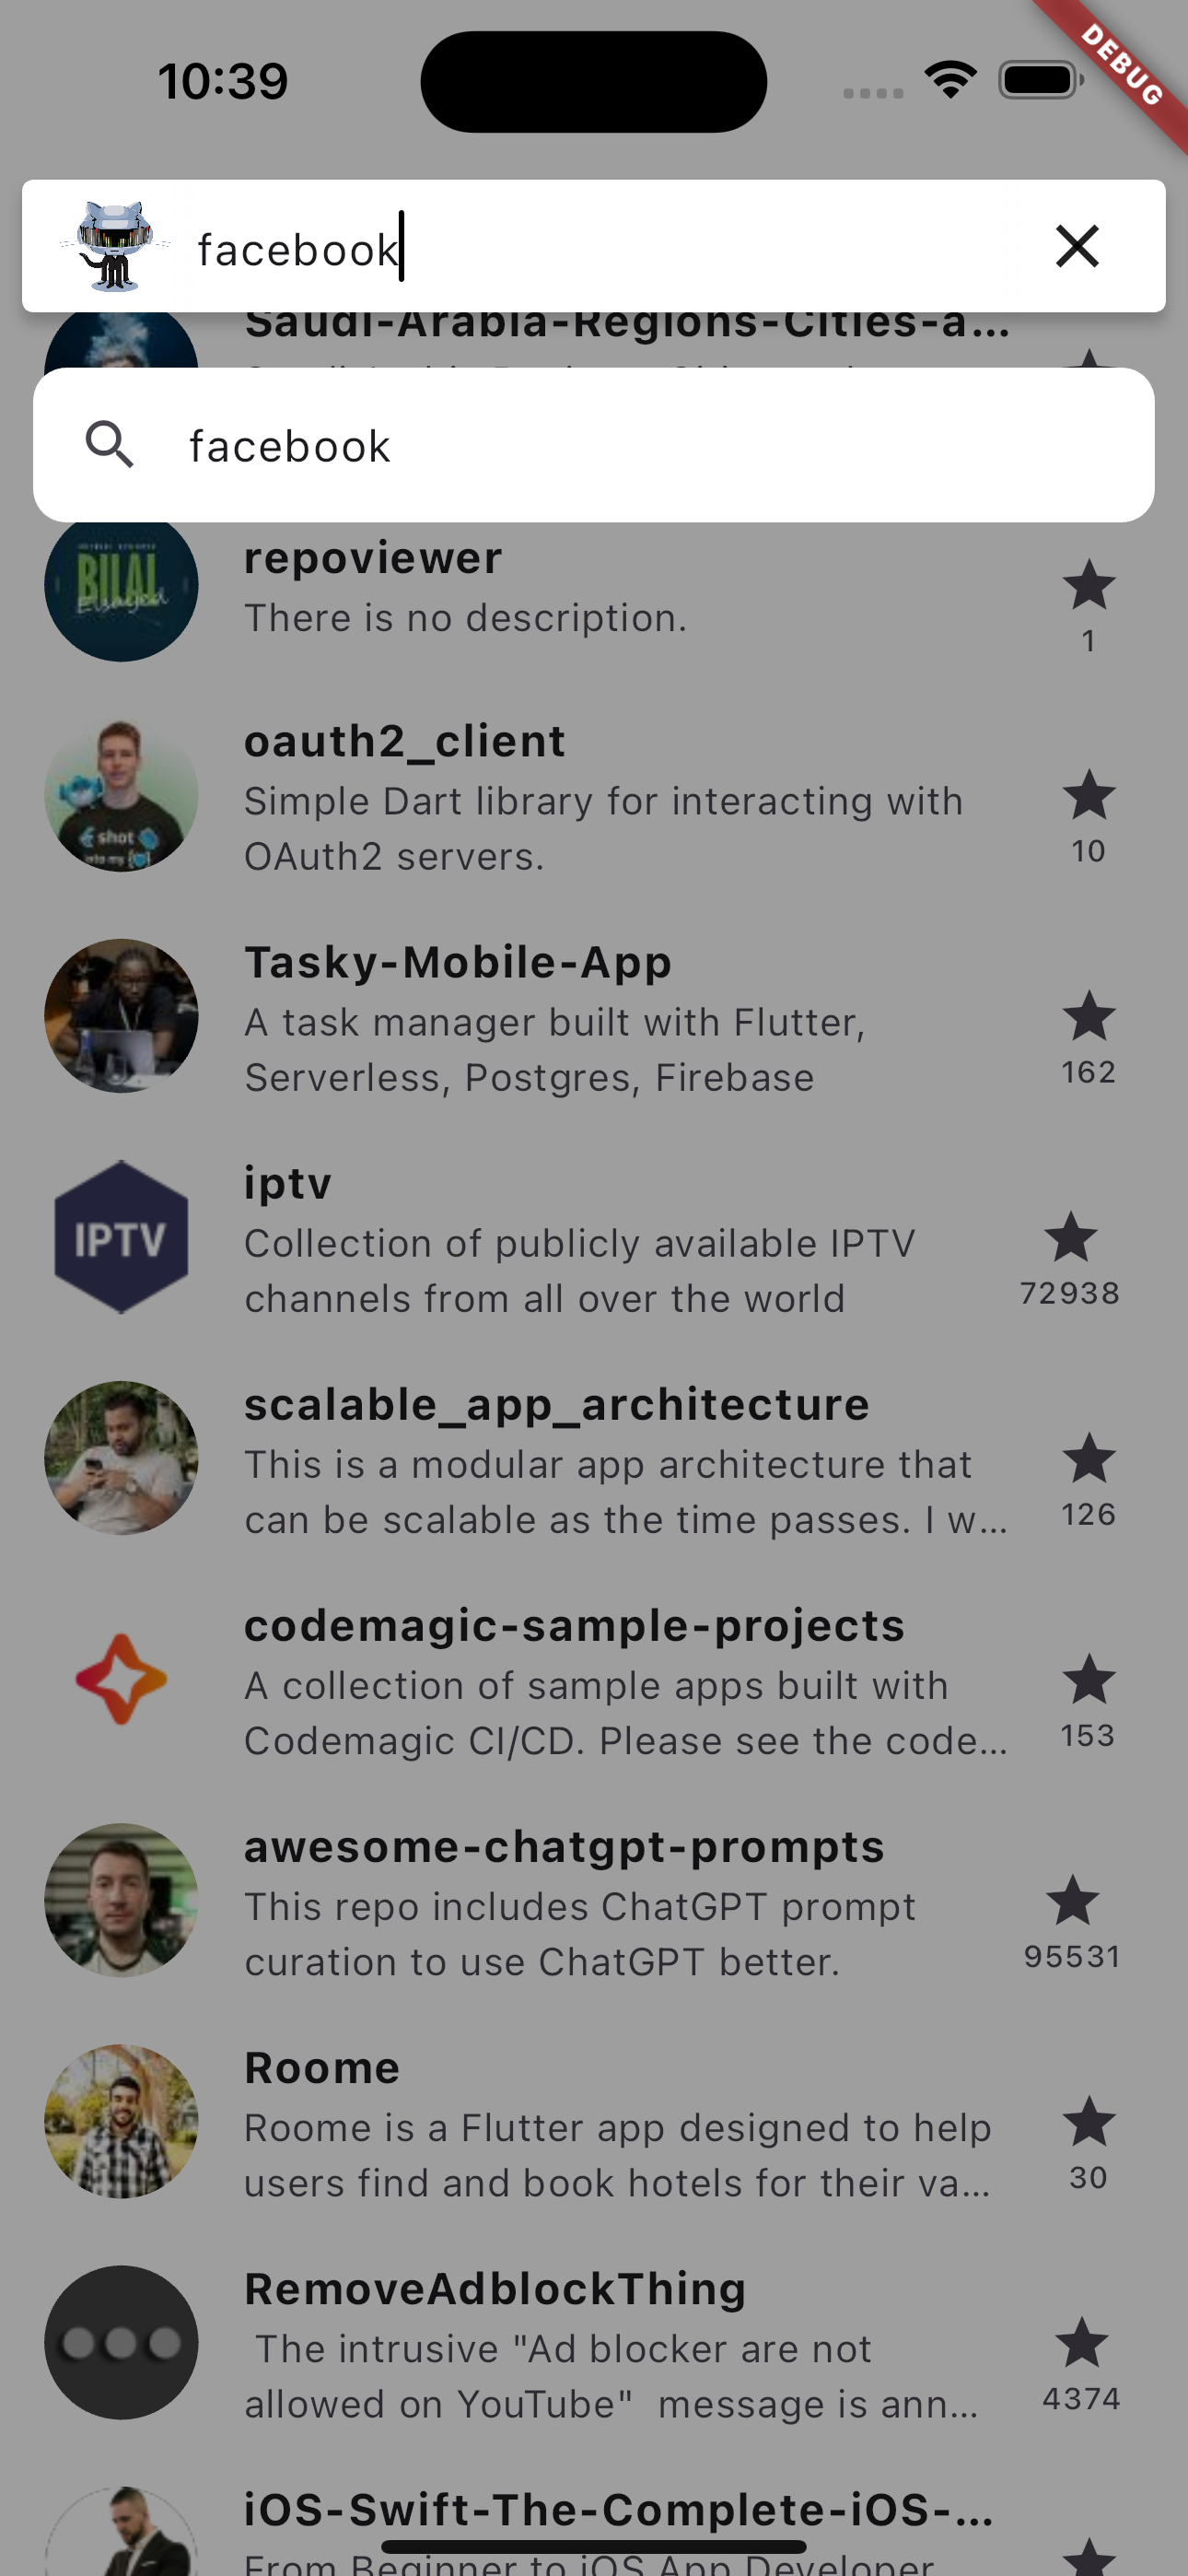 10:39
DEBUG
facebook
Saudi-Arabia-Regions-Cities-a...
facebook
BILAL
Elsayed
repoviewer
There is no description.
1
oauth2_client
Simple Dart library for interacting with
OAuth2 servers.
10
shot
into my
Tasky-Mobile-App
A task manager built with Flutter,
Serverless, Postgres, Firebase
162
IPTV
iptv
Collection of publicly available IPTV
channels from all over the world
72938
scalable_app_architecture
This is a modular app architecture that
can be scalable as the time passes. I w...
126
codemagic-sample-projects
A collection of sample apps built with
Codemagic CI/CD. Please see the code...
153
awesome-chatgpt-prompts
This repo includes ChatGPT prompt
curation to use ChatGPT better.
95531
Roome
Roome is a Flutter app designed to help
users find and book hotels for their va...
30
RemoveAdblockThing
The intrusive "Ad blocker are not
allowed on YouTube"  message is ann...
4374
iOS-Swift-The-Complete-iOS-...
From Beginner to iOS App Developer